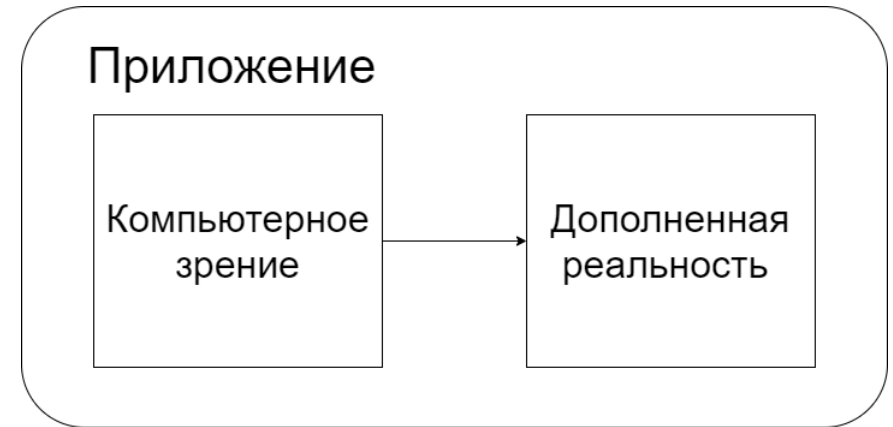 Приложение
Компьютерное
зрение
Дополненная
реальность